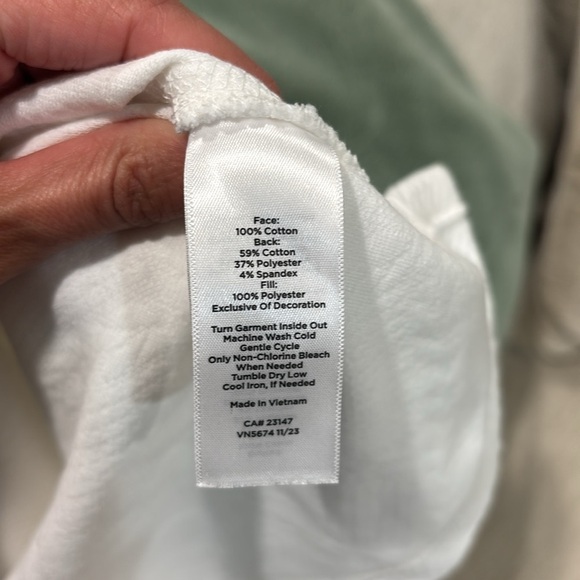 Face:
100% Cotton
Back:
59% Cotton
37% Polyester
4% Spandex
Fill:
100% Polyester
Exclusive Of Decoration
Turn Garment Inside Out
Machine Wash Cold
Gentle Cycle
Only Non-Chlorine Bleach
When Needed
Tumble Dry Low
Cool Iron, If Needed
Made In Vietnam
CA# 23147
VN5674 11/23